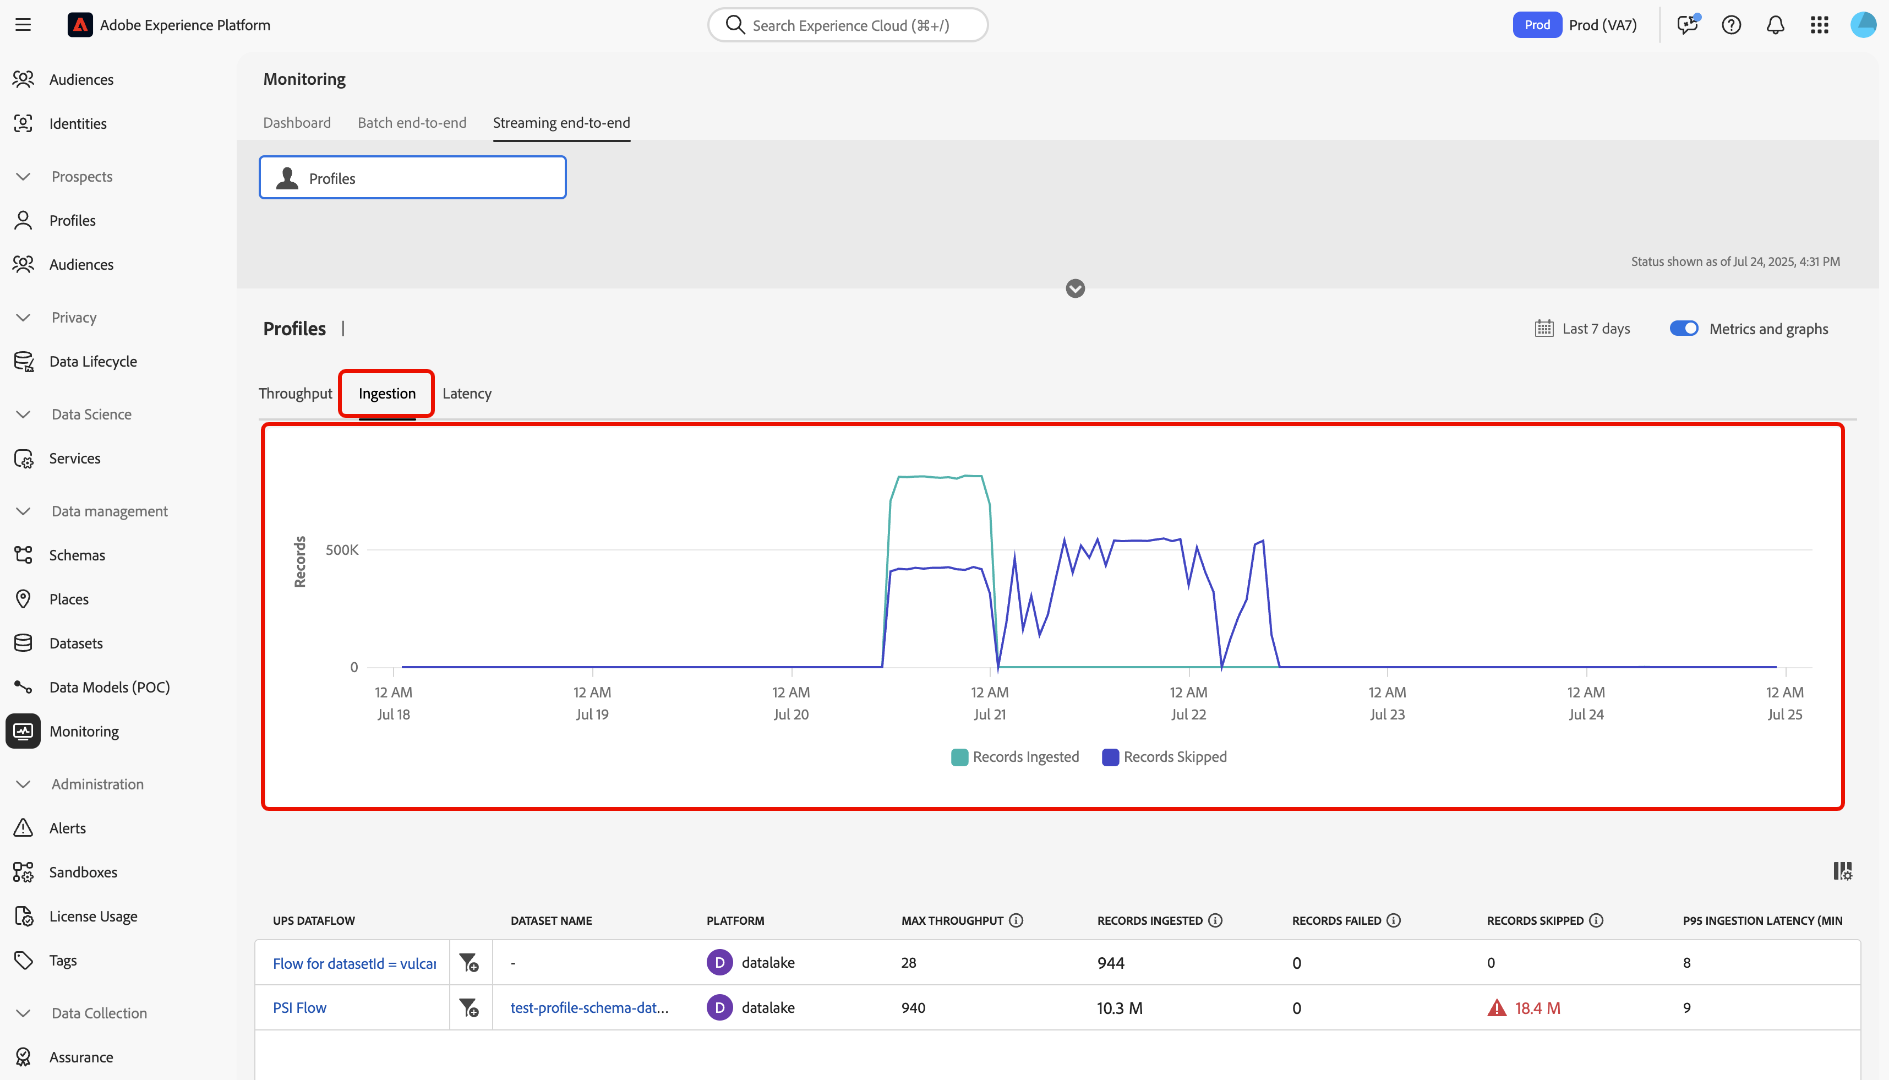 Adobe Experience Platform
Search Experience Cloud (⌘+/)
Prod
Prod (VA7)
Audiences
Identities
Prospects
Profiles
Audiences
Privacy
Data Lifecycle
Data Science
Services
Data management
Schemas
Places
Datasets
Data Models (POC)
Monitoring
Administration
Alerts
Sandboxes
License Usage
Tags
Data Collection
Assurance
Monitoring
Dashboard Batch end-to-end Streaming end-to-end
Profiles
Status shown as of Jul 24, 2025, 4:31 PM
Profiles |
Last 7 days
Metrics and graphs
Throughput Ingestion Latency
Records
500K
0
12 AM 12 AM 12 AM 12 AM 12 AM 12 AM 12 AM 12 AM
Jul 18 Jul 19 Jul 20 Jul 21 Jul 22 Jul 23 Jul 24 Jul 25
Records Ingested Records Skipped
UPS DATAFLOW DATASET NAME PLATFORM MAX THROUGHPUT RECORDS INGESTED RECORDS FAILED RECORDS SKIPPED P95 INGESTION LATENCY (MIN
Flow for datasetId = vulcar - D datalake 28 944 0 0 8
PSI Flow test-profile-schema-dat... D datalake 940 10.3 M 0 18.4 M 9